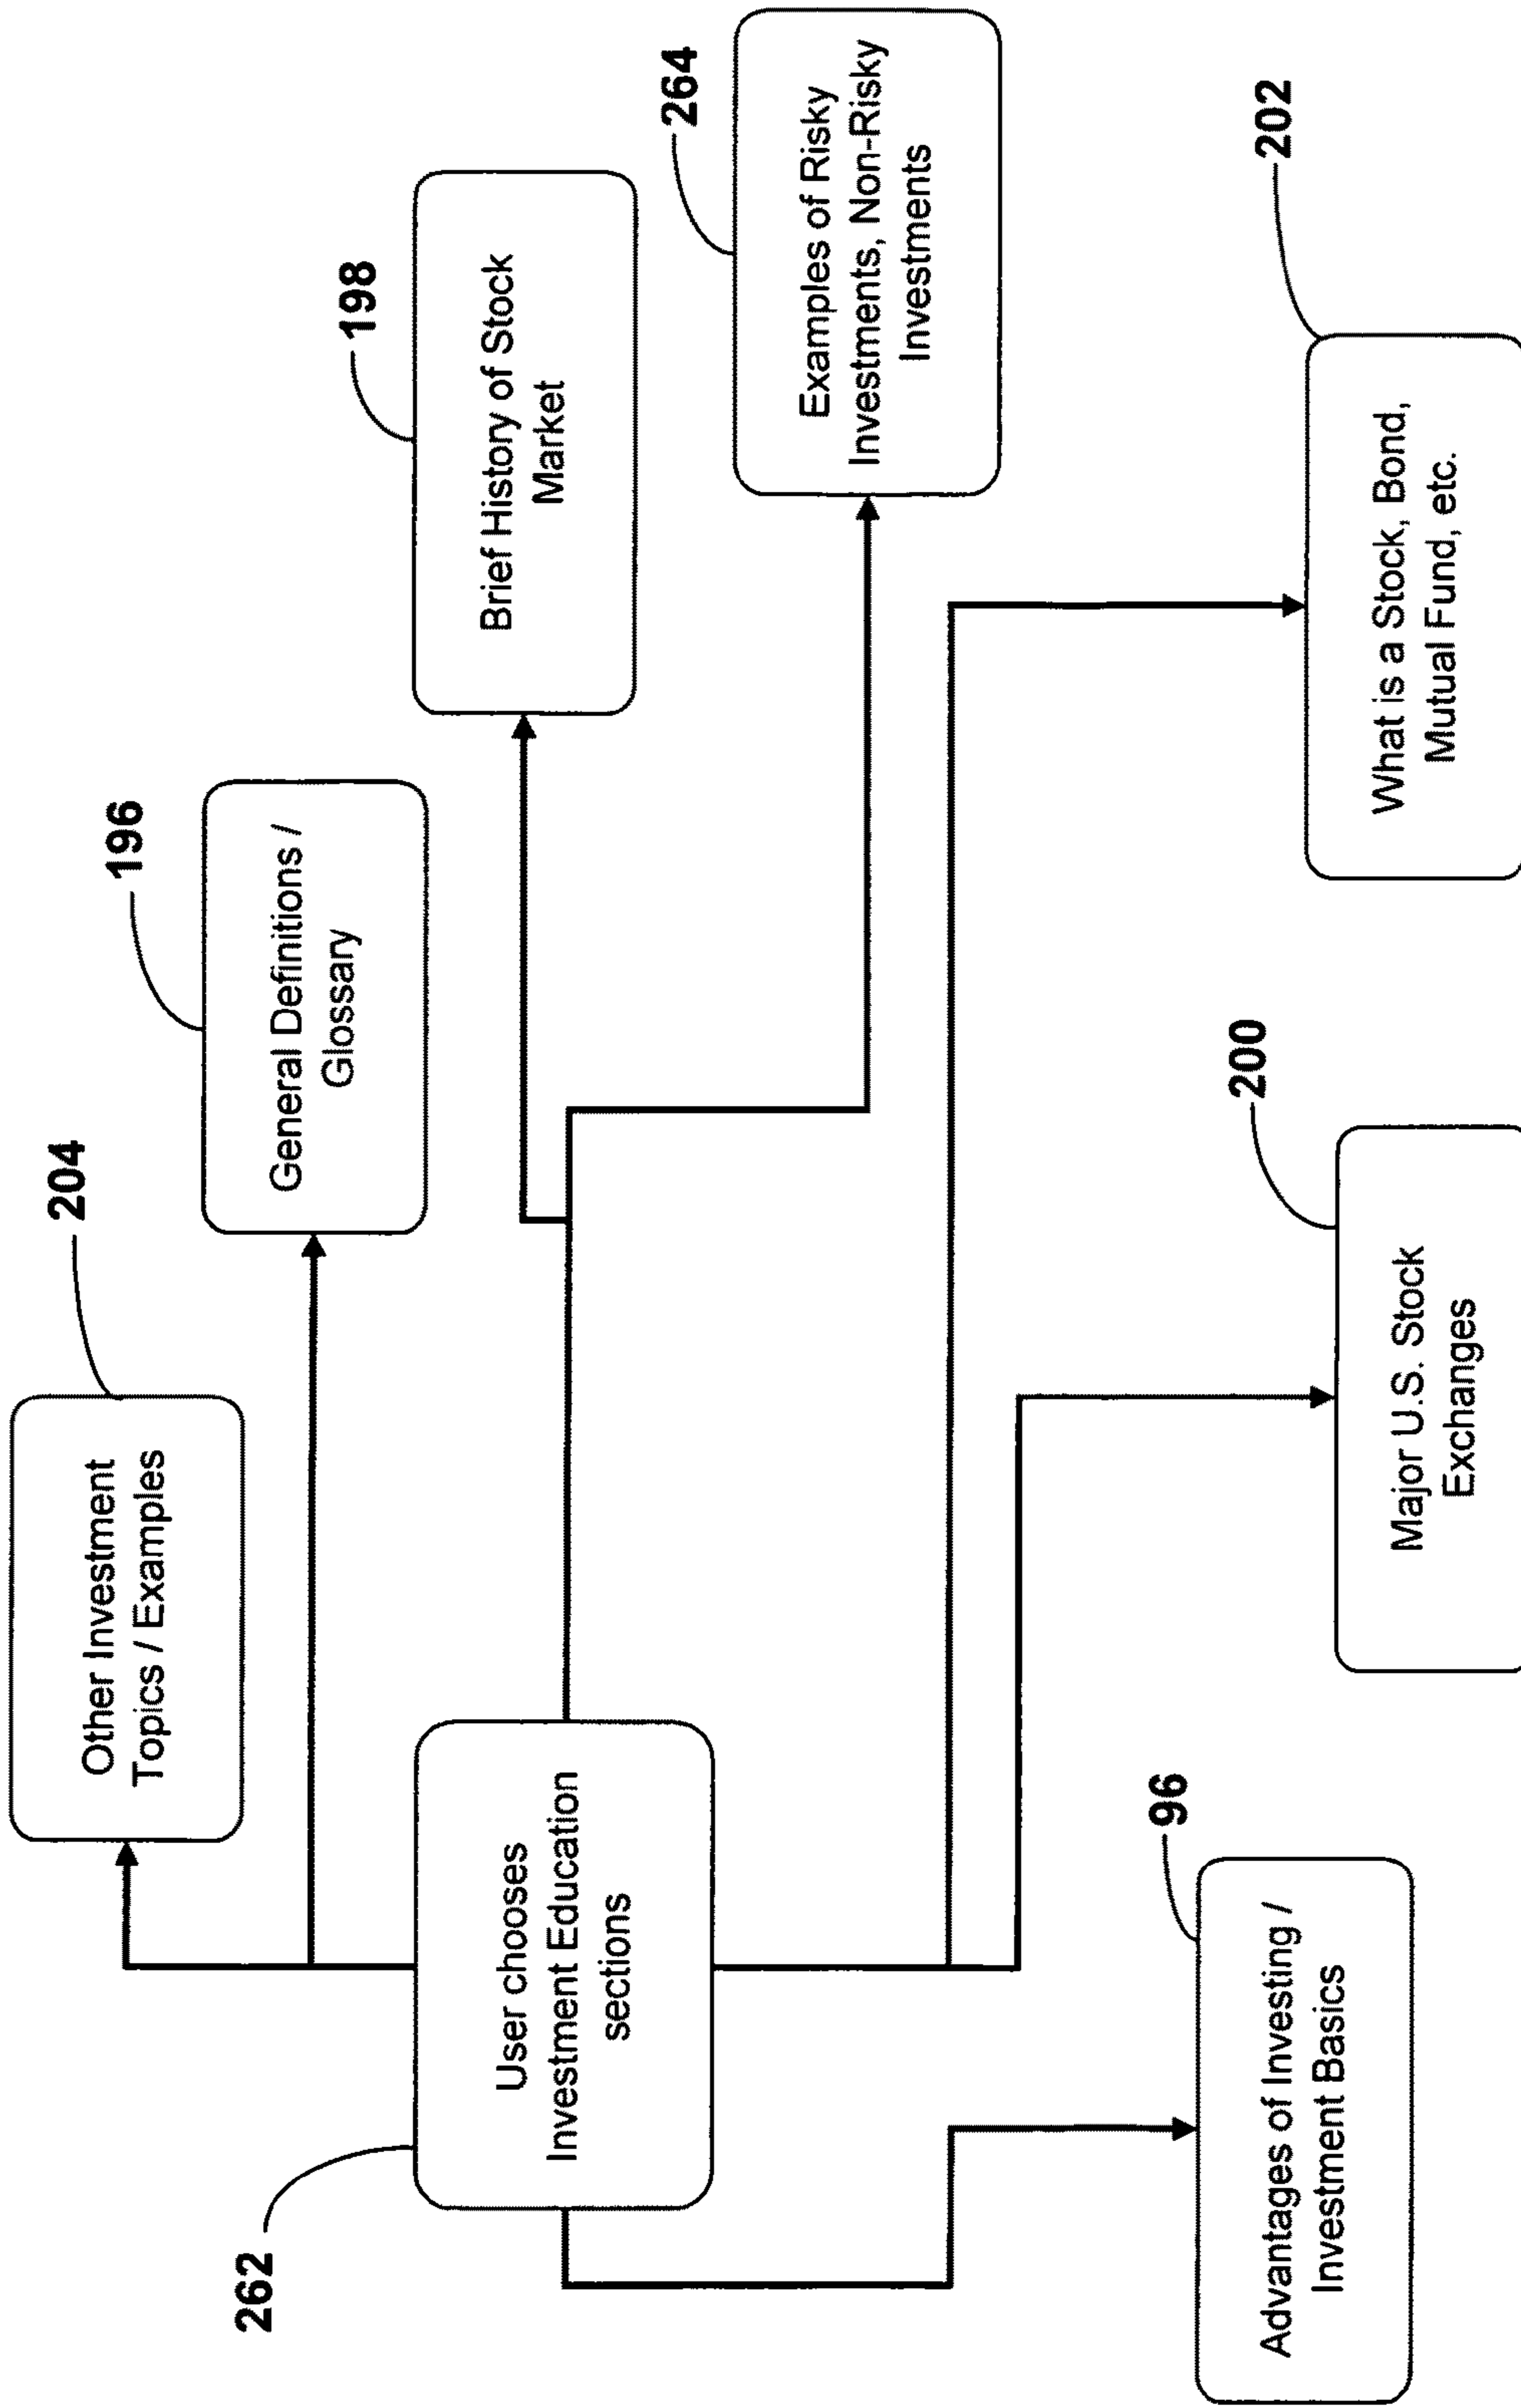 204
Other Investment
Topics / Examples
196
General Definitions /
Glossary
198
Brief History of Stock
Market
262
User chooses
Investment Education
sections
264
Examples of Risky
Investments, Non-Risky
Investments
96
Advantages of Investing /
Investment Basics
200
Major U.S. Stock
Exchanges
202
What is a Stock, Bond,
Mutual Fund, etc.